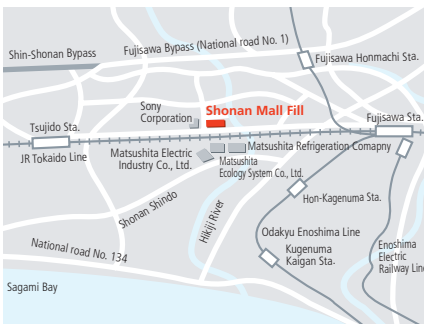 Fujisawa Bypass (National road No. 1)
Shin-Shonan Bypass
Fujisawa Honmachi Sta.
Sony
Corporation
Shonan Mall Fill
Fujisawa Sta.
Tsujido Sta.
JR Tokaido Line
Matsushita Electric
Industry Co., Ltd.
Matsushita Refrigeration Comapny
Matsushita
Ecology System Co., Ltd.
Hon-Kagenuma Sta.
Shonan Shindo
Hikiji River
Odakyu Enoshima Line
Kugenuma
Kaigan Sta.
Enoshima
Electric
Railway Line
National road No. 134
Sagami Bay